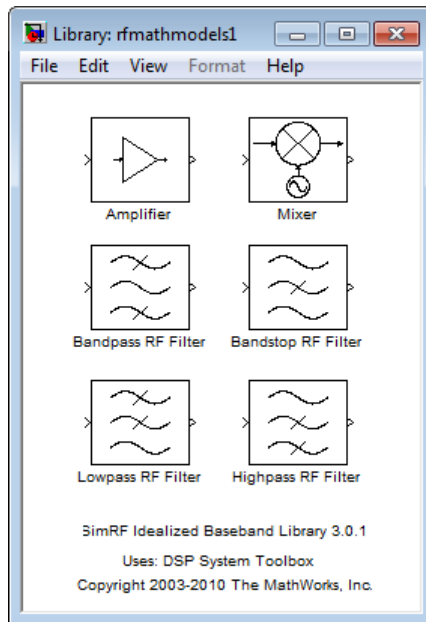 Library: rfmathmodels1
File Edit View Format Help
Amplifier
Mixer
Bandpass RF Filter
Bandstop RF Filter
Lowpass RF Filter
Highpass RF Filter
SimRF Idealized Baseband Library 3.0.1
Uses: DSP System Toolbox
Copyright 2003-2010 The MathWorks, Inc.